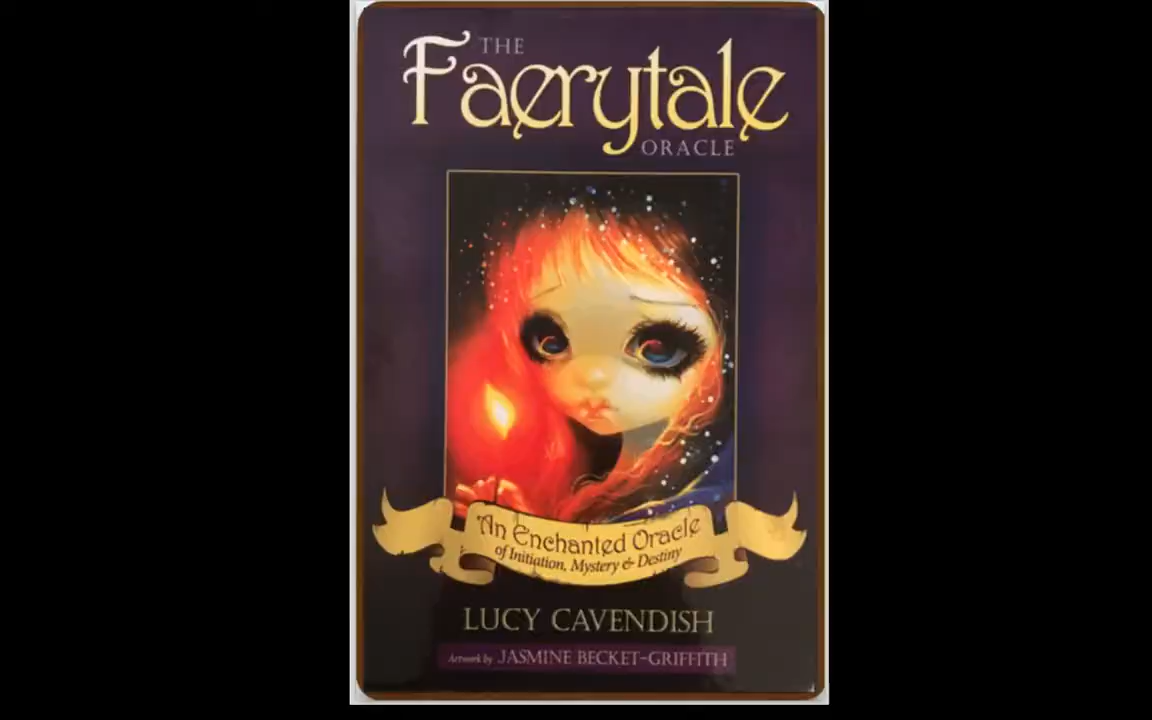 THE
Faerytale
ORACLE
An Enchanted Oracle
of Initiation, Mystery & Destiny
LUCY CAVENDISH
Artwork by JASMINE BECKET-GRIFFITH